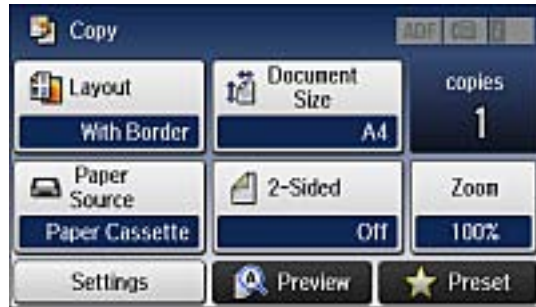 Copy
ADF
Layout
With Border
Document
Size
A4
copies
1
Paper
Source
Paper Cassette
2-Sided
Off
Zoom
100%
Settings
Preview
Preset